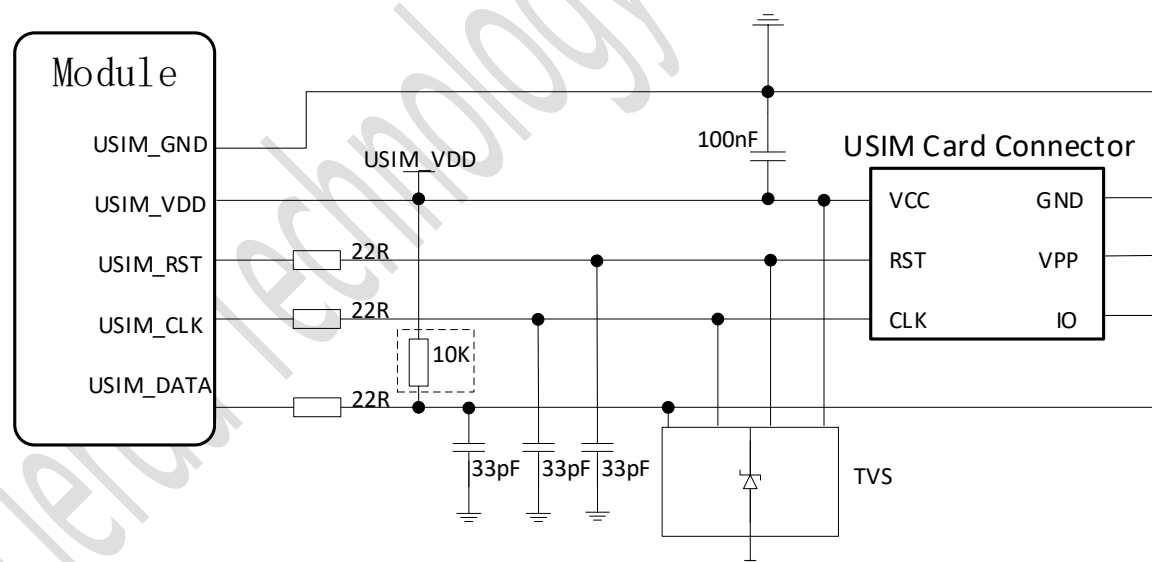 Module
USIM_GND
USIM_VDD
USIM_RST
USIM_CLK
USIM_DATA
USIM_VDD
22R
22R
22R
10K
33pF
33pF
33pF
100nF
USIM Card Connector
VCC
GND
RST
VPP
CLK
IO
TVS
Technology